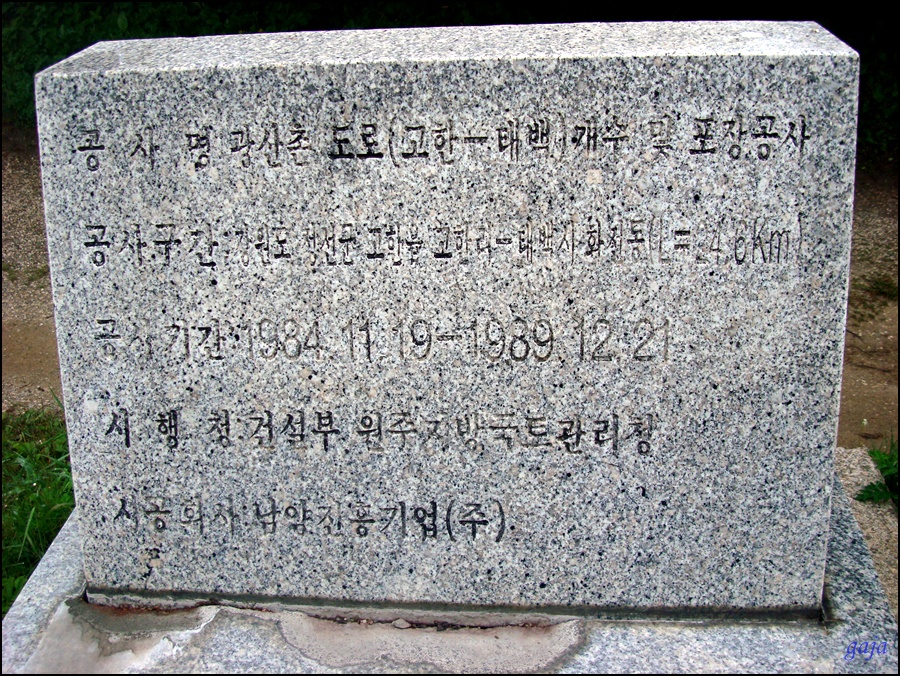 공 사 명 광산촌 도로(고한-태백)개수 및 포장공사
공사구간:강원도 정선군 고한읍 고한리-태백시 화전동(L=24.6Km)
공사기간:1984.11.19-1989.12.21
시 행 청:건설부 원주지방국토관리청
시공회사:남양진흥기업(주)
gaja